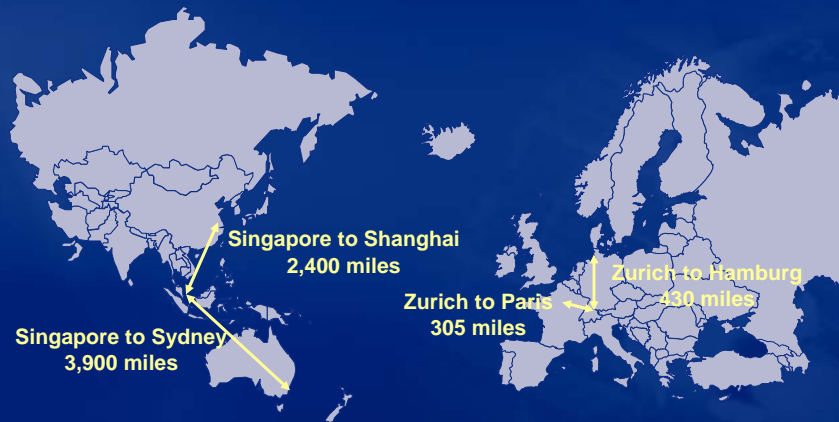 Singapore to Shanghai
2,400 miles
Singapore to Sydney
3,900 miles
Zurich to Hamburg
430 miles
Zurich to Paris
305 miles